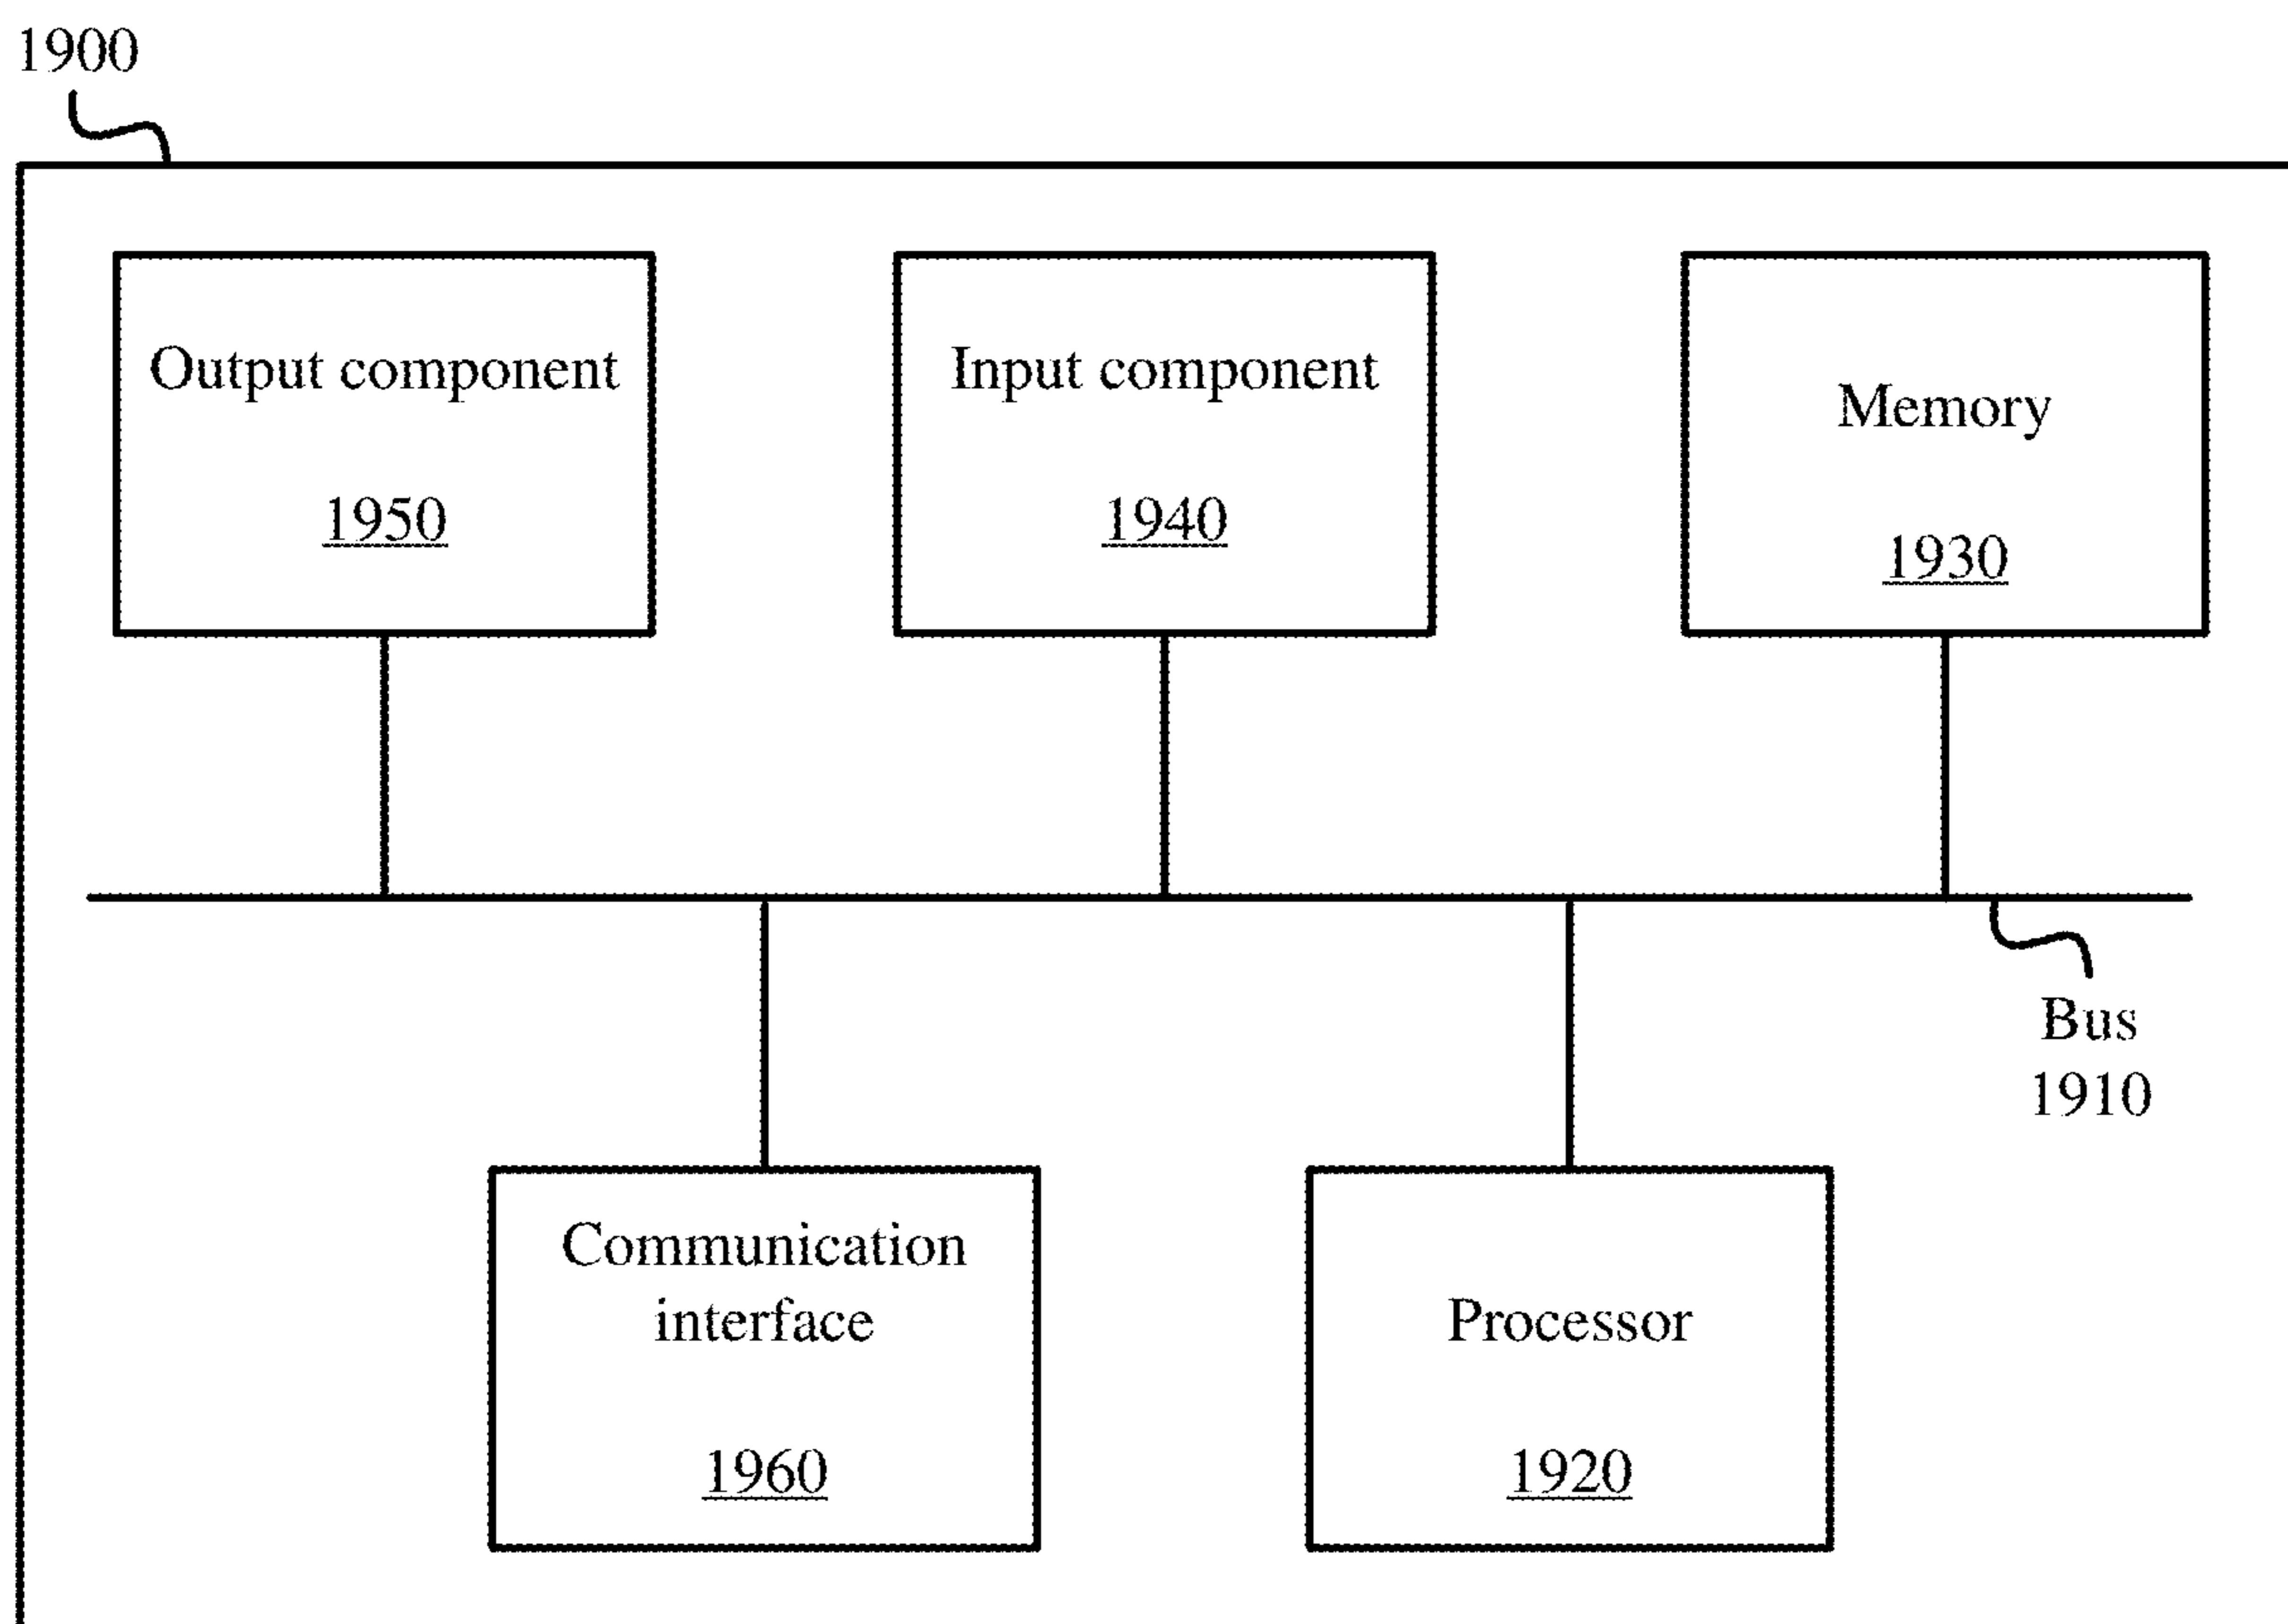 1900
Output component
1950
Input component
1940
Memory
1930
Bus
1910
Communication
interface
1960
Processor
1920